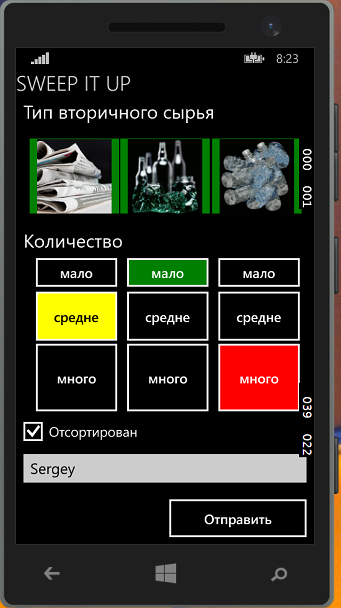 8:23
SWEEP IT UP
Тип вторичного сырья
000 001
Количество
мало мало мало
средне средне средне
много много много
039 022
Отсортирован
Sergey
Отправить